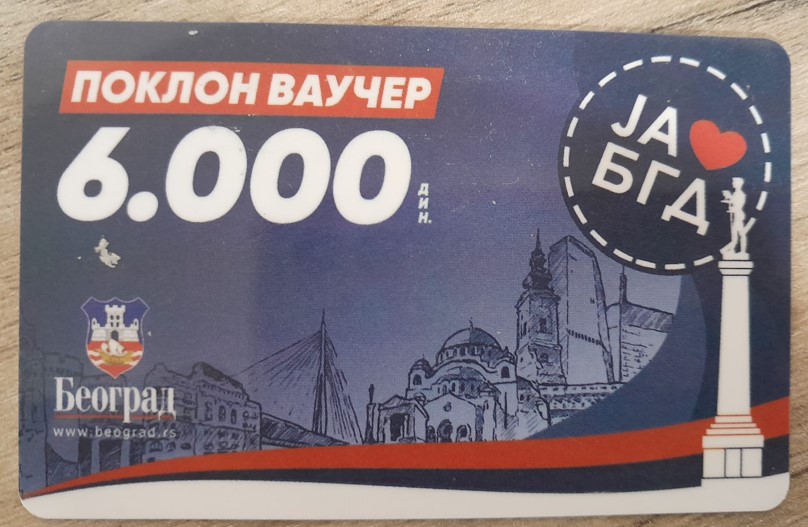 ПОКЛОН ВАУЧЕР
6.000 ДИН.
ЈА
БГД
Београд
www.beograd.rs